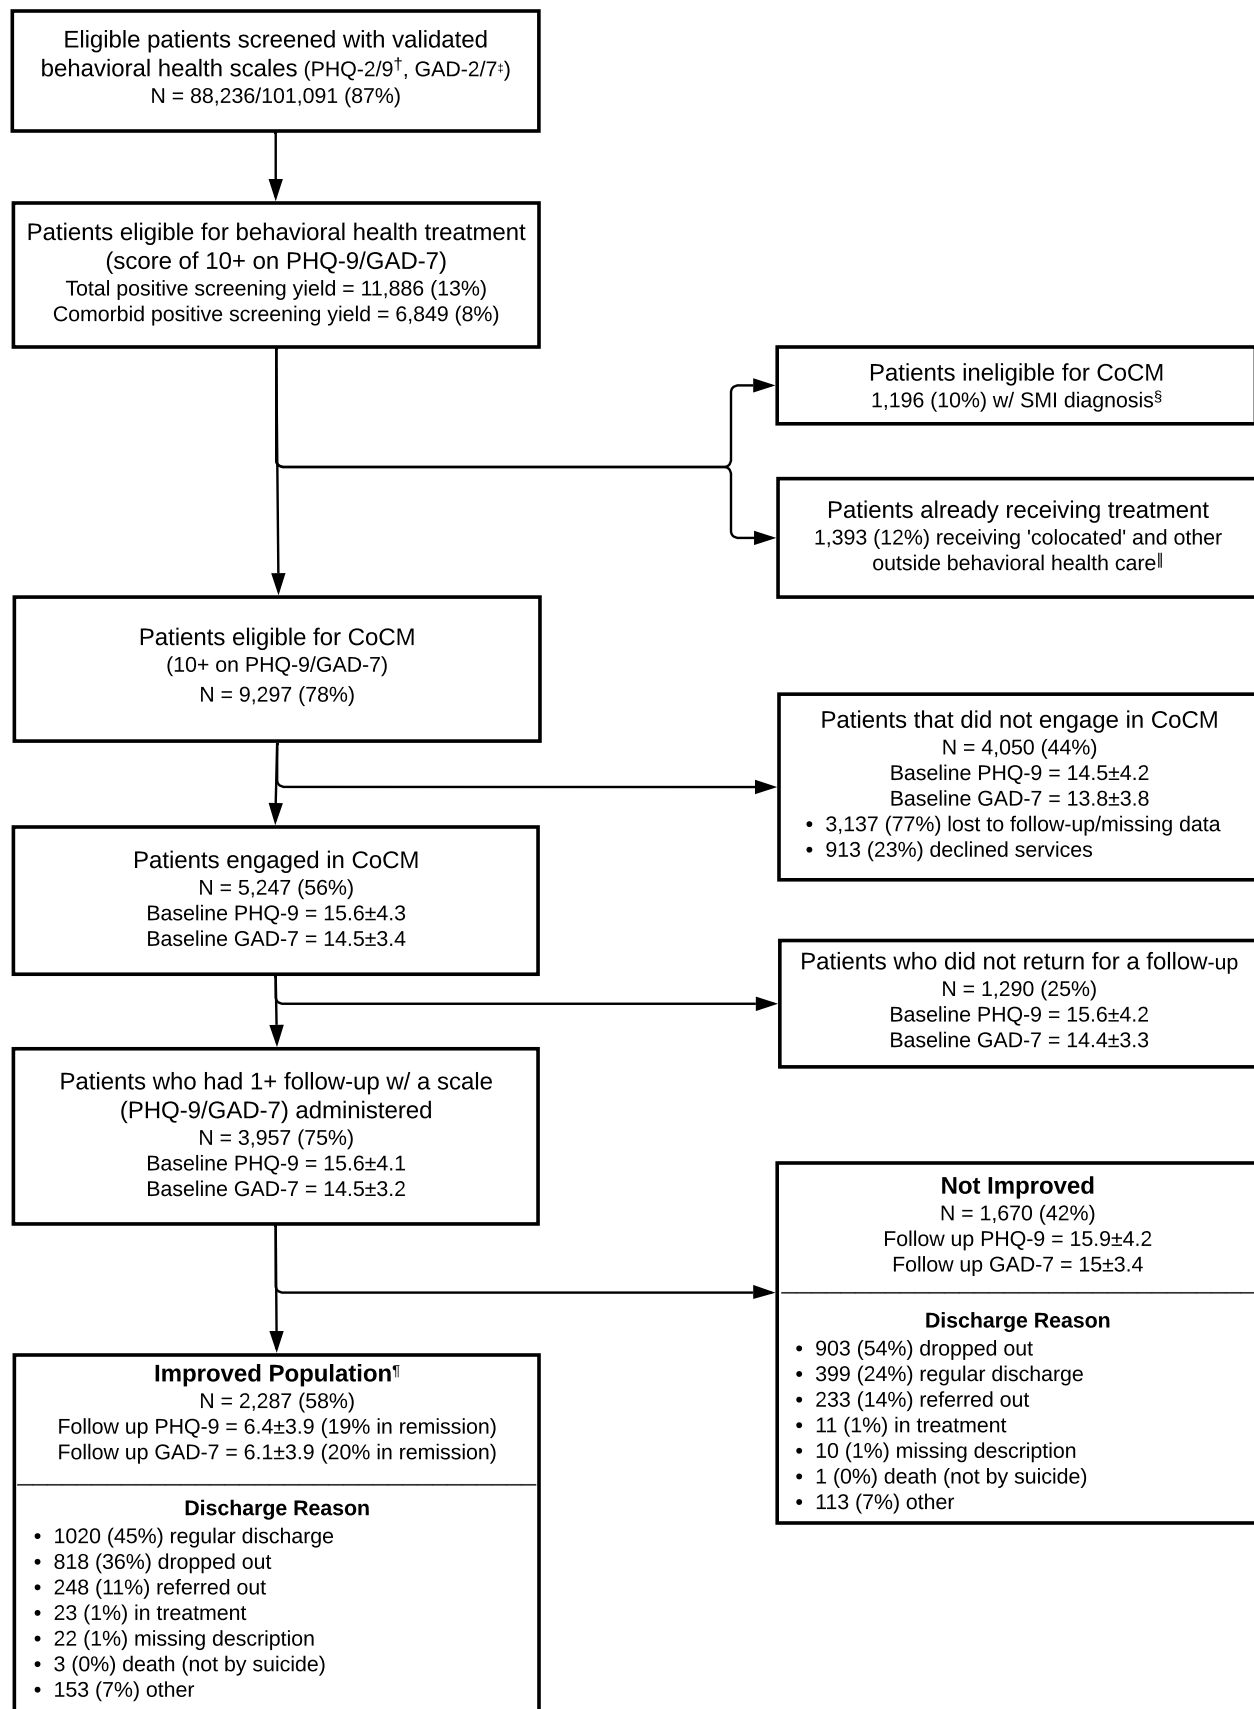 Eligible patients screened with validated
behavioral health scales (PHQ-2/9†, GAD-2/7‡)
N = 88,236/101,091 (87%)
Patients eligible for behavioral health treatment
(score of 10+ on PHQ-9/GAD-7)
Total positive screening yield = 11,886 (13%)
Comorbid positive screening yield = 6,849 (8%)
Patients ineligible for CoCM
1,196 (10%) w/ SMI diagnosis§
Patients already receiving treatment
1,393 (12%) receiving 'colocated' and other
outside behavioral health care‖
Patients eligible for CoCM
(10+ on PHQ-9/GAD-7)
N = 9,297 (78%)
Patients that did not engage in CoCM
N = 4,050 (44%)
Baseline PHQ-9 = 14.5±4.2
Baseline GAD-7 = 13.8±3.8
• 3,137 (77%) lost to follow-up/missing data
• 913 (23%) declined services
Patients engaged in CoCM
N = 5,247 (56%)
Baseline PHQ-9 = 15.6±4.3
Baseline GAD-7 = 14.5±3.4
Patients who did not return for a follow-up
N = 1,290 (25%)
Baseline PHQ-9 = 15.6±4.2
Baseline GAD-7 = 14.4±3.3
Patients who had 1+ follow-up w/ a scale
(PHQ-9/GAD-7) administered
N = 3,957 (75%)
Baseline PHQ-9 = 15.6±4.1
Baseline GAD-7 = 14.5±3.2
Not Improved
N = 1,670 (42%)
Follow up PHQ-9 = 15.9±4.2
Follow up GAD-7 = 15±3.4
Discharge Reason
• 903 (54%) dropped out
• 399 (24%) regular discharge
• 233 (14%) referred out
• 11 (1%) in treatment
• 10 (1%) missing description
• 1 (0%) death (not by suicide)
• 113 (7%) other
Improved Population¶
N = 2,287 (58%)
Follow up PHQ-9 = 6.4±3.9 (19% in remission)
Follow up GAD-7 = 6.1±3.9 (20% in remission)
Discharge Reason
• 1020 (45%) regular discharge
• 818 (36%) dropped out
• 248 (11%) referred out
• 23 (1%) in treatment
• 22 (1%) missing description
• 3 (0%) death (not by suicide)
• 153 (7%) other